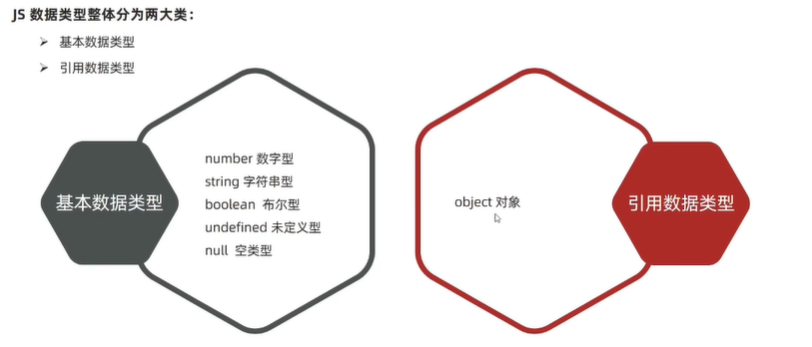 JS 数据类型整体分为两大类：
基本数据类型
引用数据类型
基本数据类型
number 数字型
string 字符串型
boolean 布尔型
undefined 未定义型
null 空类型
object 对象
引用数据类型